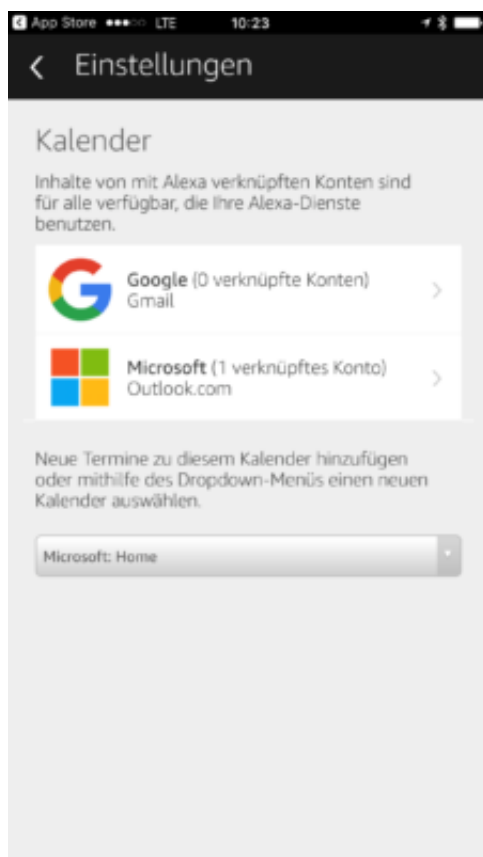 App Store LTE 10:23
Einstellungen
Kalender
Inhalte von mit Alexa verknüpften Konten sind
für alle verfügbar, die Ihre Alexa-Dienste
benutzen.
Google (0 verknüpfte Konten)
Gmail
Microsoft (1 verknüpftes Konto)
Outlook.com
Neue Termine zu diesem Kalender hinzufügen
oder mithilfe des Dropdown-Menüs einen neuen
Kalender auswählen.
Microsoft: Home